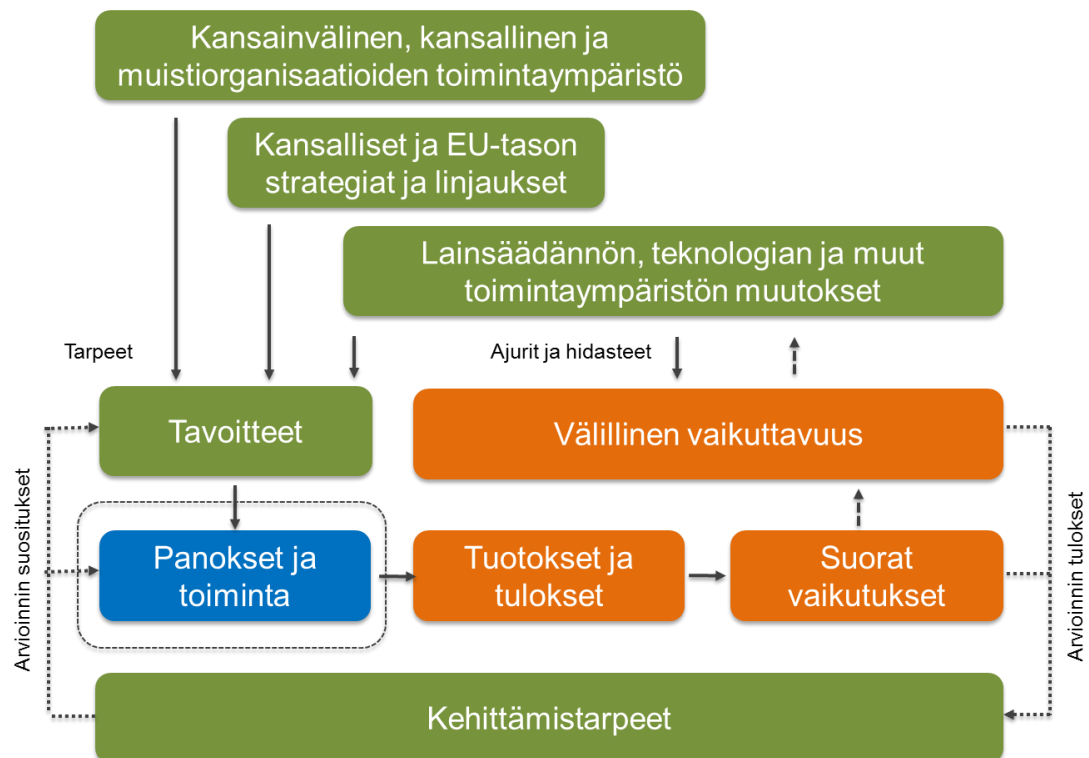 Kansainvälinen, kansallinen ja
muistiorganisaatioiden toimintaympäristö
Kansalliset ja EU-tason
strategiat ja linjaukset
Lainsäädännön, teknologian ja muut
toimintaympäristön muutokset
Tarpeet
Ajurit ja hidasteet
Tavoitteet
Välillinen vaikuttavuus
Arvioinnin suositukset
Panokset ja
toiminta
Tuotokset ja
tulokset
Suorat
vaikutukset
Arvioinnin tulokset
Kehittämistarpeet